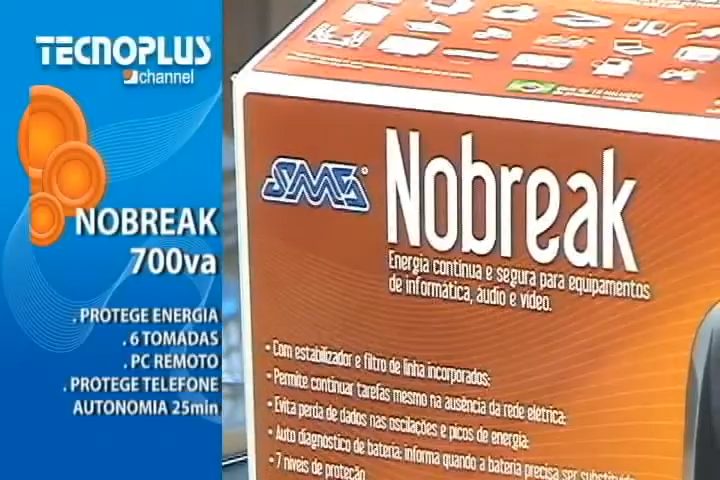 TECNOPLUS
channel
NOBREAK
700va
. PROTEGE ENERGIA
. 6 TOMADAS
. PC REMOTO
. PROTEGE TELEFONE
AUTONOMIA 25min
SMS
Nobreak
Energia contínua e segura para equipamentos
de informática, áudio e vídeo.
• Com estabilizador e filtro de linha incorporados;
• Permite continuar tarefas mesmo na ausência da rede elétrica;
• Evita perda de dados nas oscilações e picos de energia;
• Auto diagnóstico de bateria: informa quando a bateria precisa ser substituída
• 7 níveis de proteção